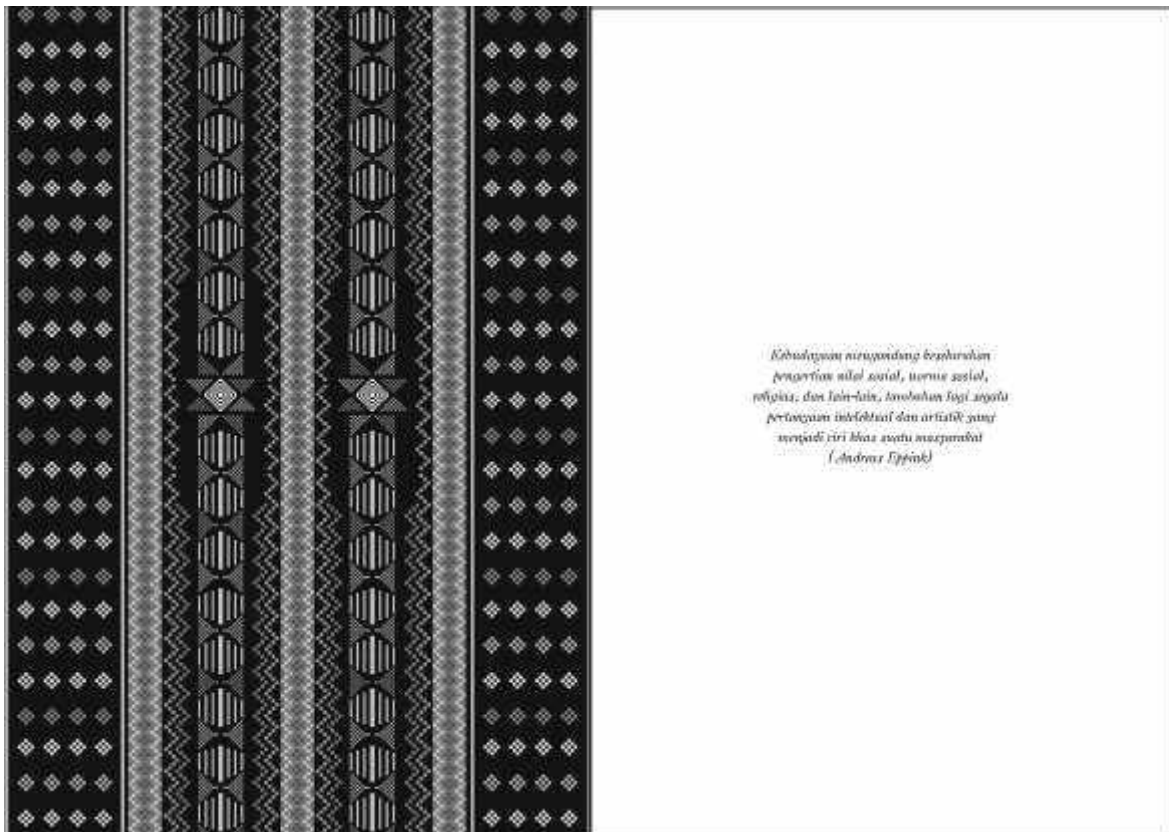 Kebudayaan mengandung keseluruhan
pengertian nilai sosial, norma sosial,
religius, dan lain-lain, tambahan lagi segala
pernyataan intelektual dan artistik yang
menjadi ciri khas suatu masyarakat
(Andreas Eppink)